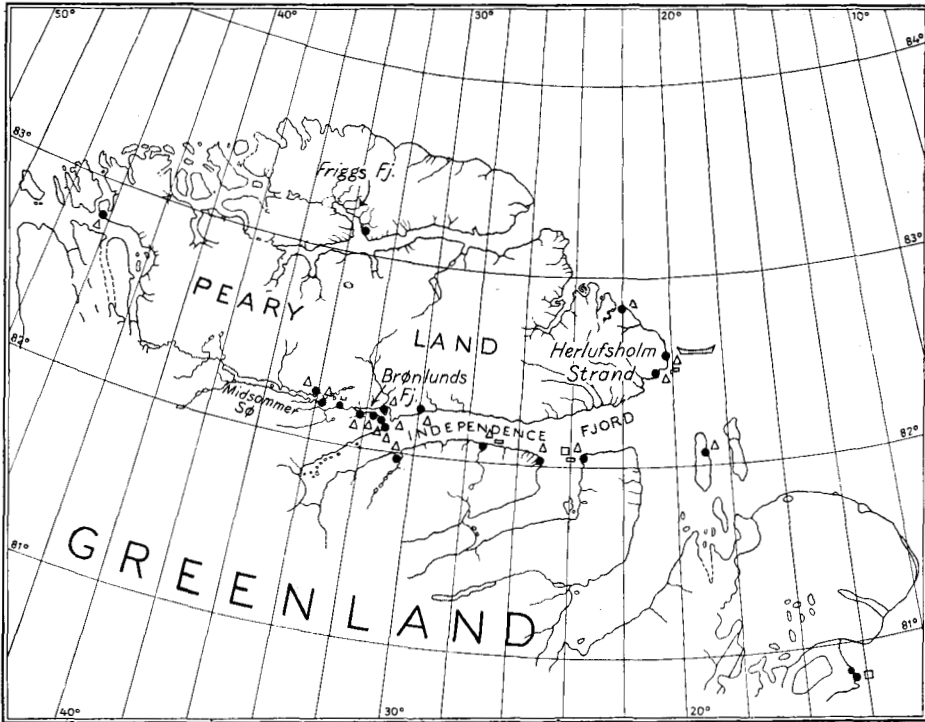 50° 40° 30° 20° 10°
84°
83°
Friggs Fj.
83°
PEARY
LAND
82°
Herlufsholm
Strand
Brønlunds
Fj.
Midsommer
Sø
INDEPENDENCE
FJORD
82°
81°
GREENLAND
81°
40° 30° 20°